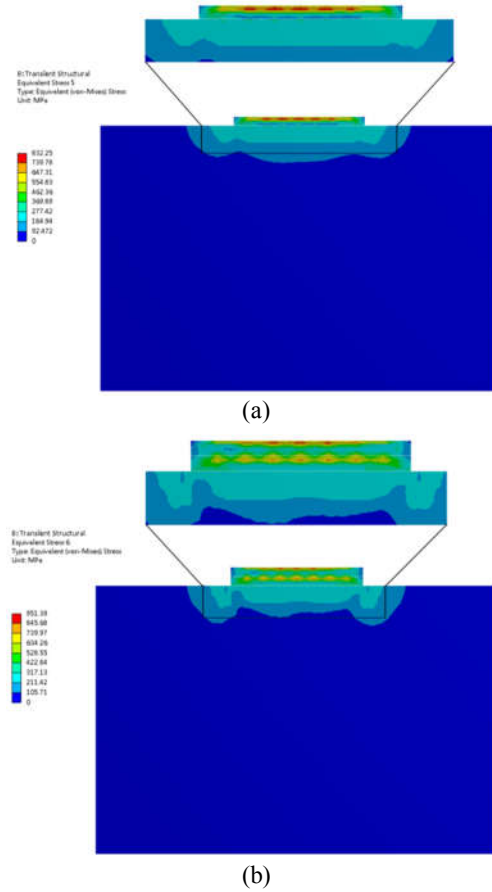 B: Transient Structural
Equivalent Stress 5
Type: Equivalent (von-Mises) Stress
Unit: MPa
832.25
739.78
647.31
554.83
462.36
369.89
277.42
184.94
92.472
0
(a)
B: Transient Structural
Equivalent Stress 6
Type: Equivalent (von-Mises) Stress
Unit: MPa
951.39
845.68
739.97
634.26
528.55
422.84
317.13
211.42
105.71
0
(b)